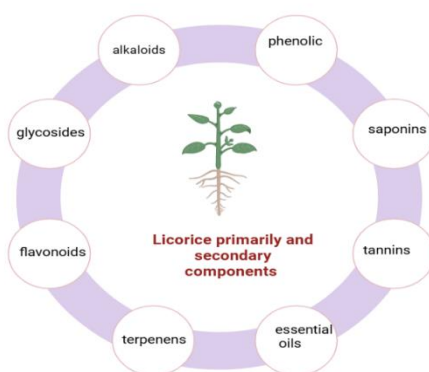 alkaloids
phenolic
glycosides
saponins
flavonoids
tannins
terpenens
essential
oils
Licorice primarily and
secondary
components